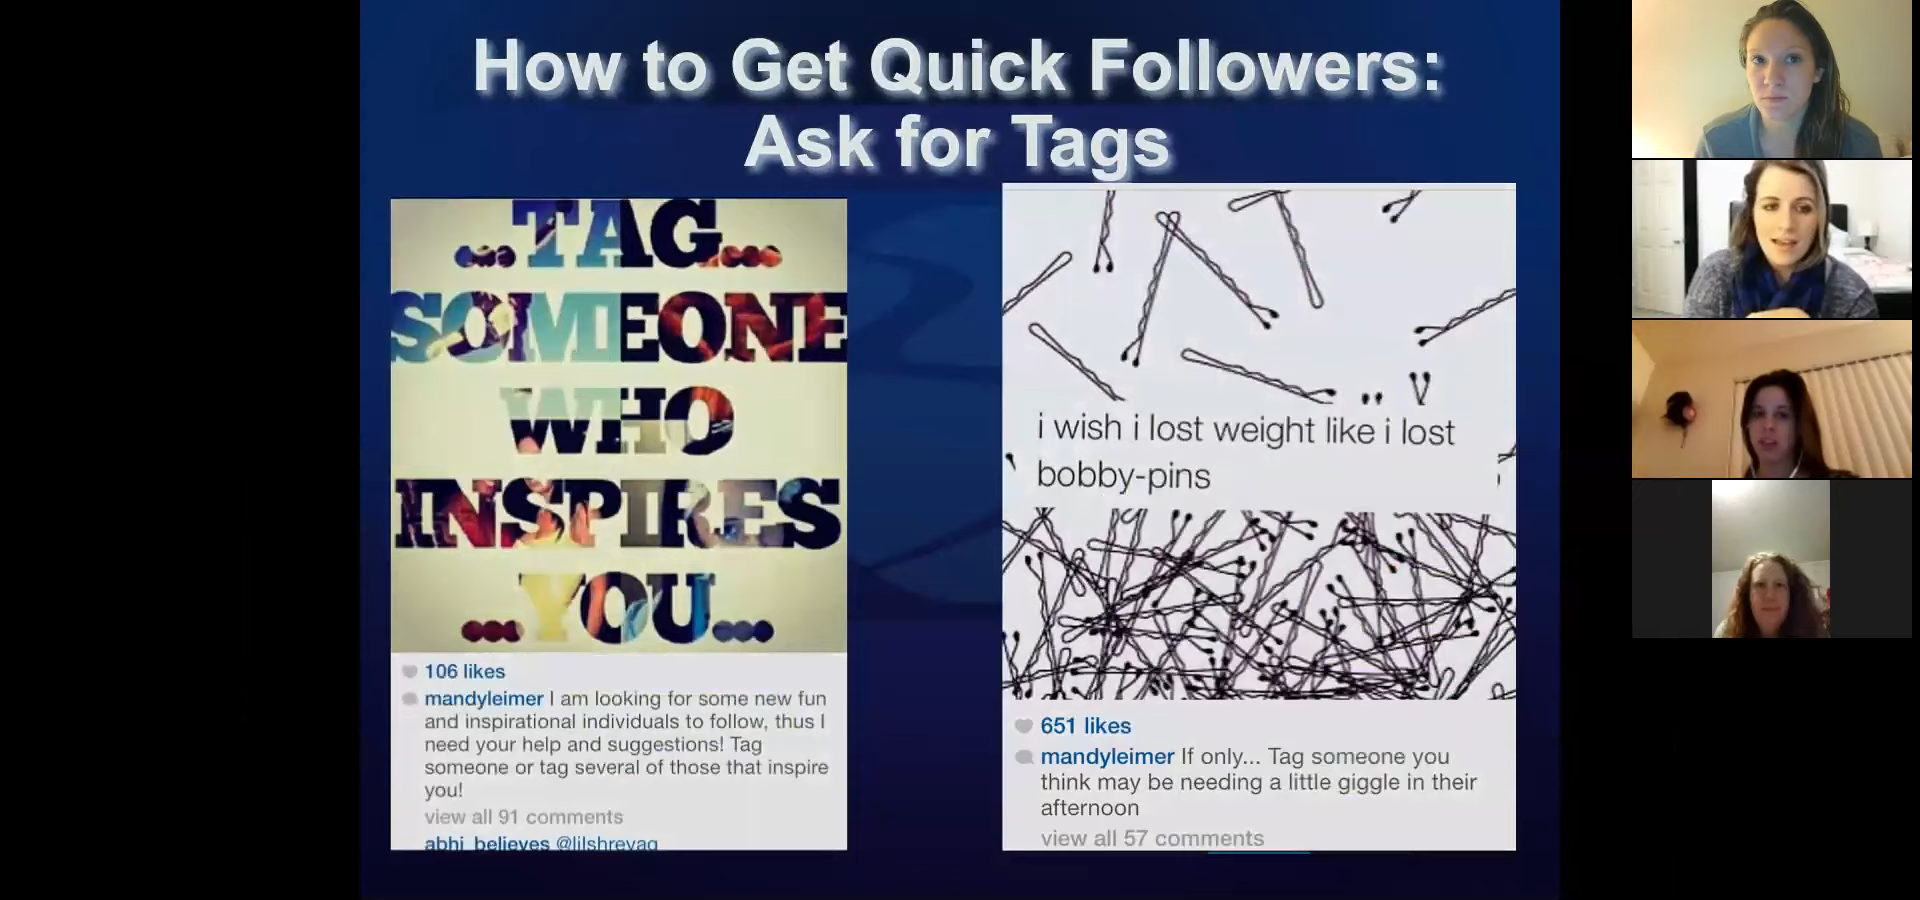 How to Get Quick Followers:
Ask for Tags
...TAG...
SOMEONE
WHO
INSPIRES
...YOU...
106 likes
mandyleimer I am looking for some new fun
and inspirational individuals to follow, thus I
need your help and suggestions! Tag
someone or tag several of those that inspire
you!
view all 91 comments
abhi_believes @lilshreyag
i wish i lost weight like i lost
bobby-pins
651 likes
mandyleimer If only... Tag someone you
think may be needing a little giggle in their
afternoon
view all 57 comments